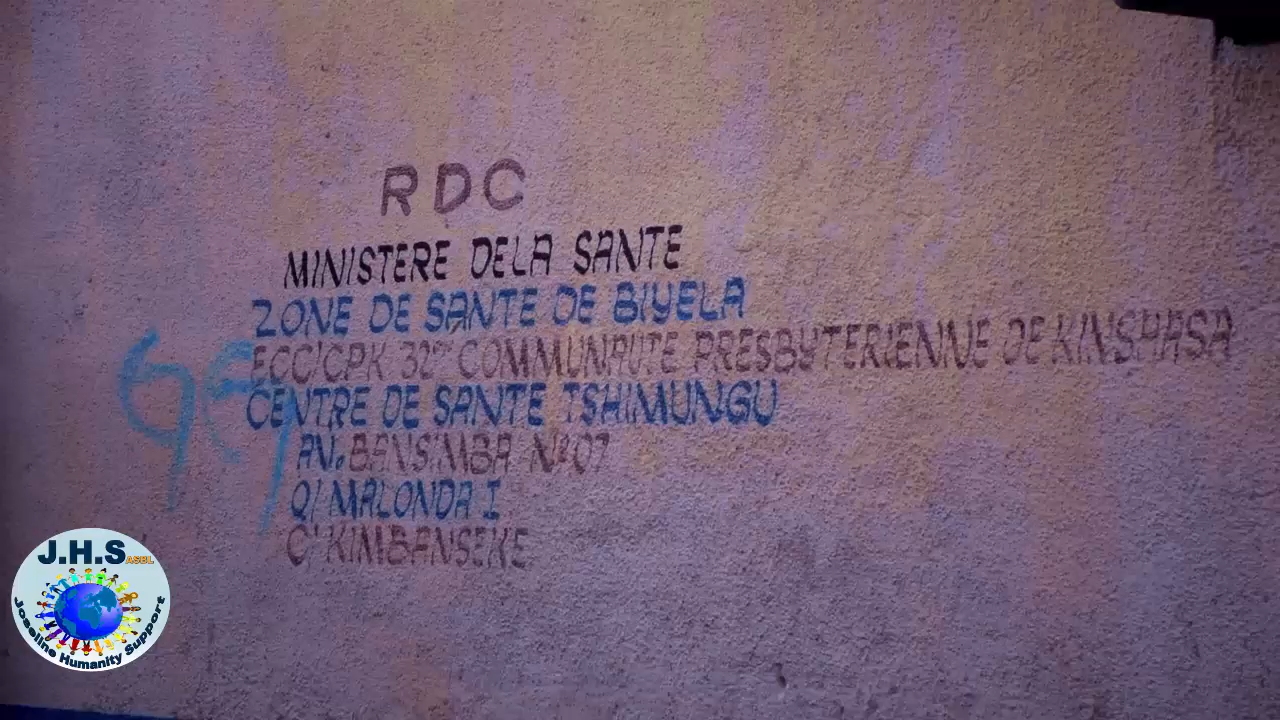 RDC
MINISTERE DELA SANTE
ZONE DE SANTE DE BIYELA
ECC/CPK 32ème COMMUNAUTE PRESBYTERIENNE DE KINSHASA
CENTRE DE SANTE TSHIMUNGU
AV. BANSIMBA N°07
Q/ MALONDA I
C/ KIMBANSEKE
J.H.S ASBL
Joseline Humanity Support